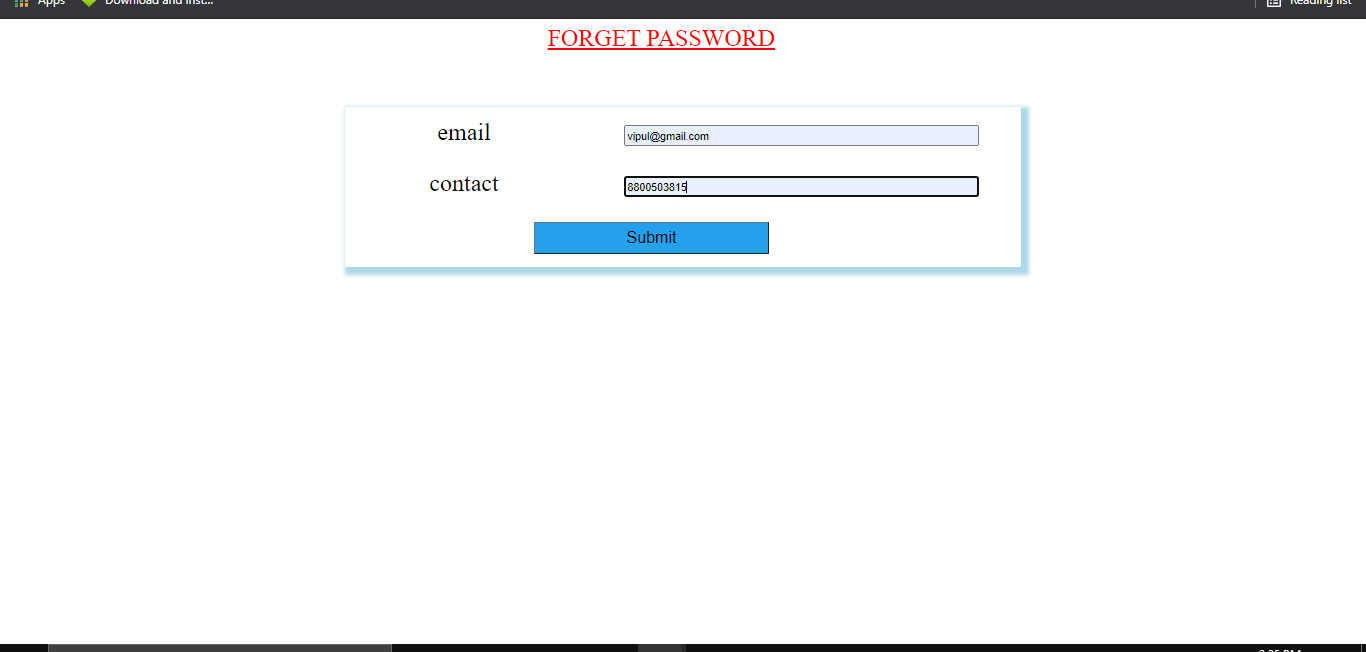 Apps
Download and Inst...
Reading list
FORGET PASSWORD
email
vipul@gmail.com
contact
8800503815
Submit